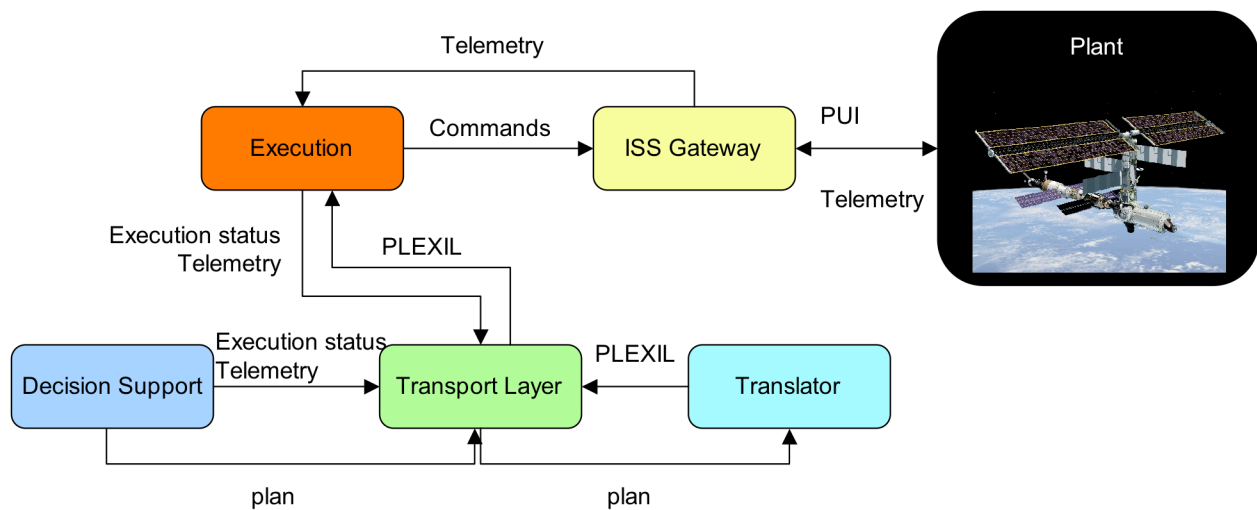 Telemetry
Plant
Execution
Commands
ISS Gateway
PUI
Telemetry
Execution status
Telemetry
PLEXIL
Decision Support
Execution status
Telemetry
Transport Layer
PLEXIL
Translator
plan
plan